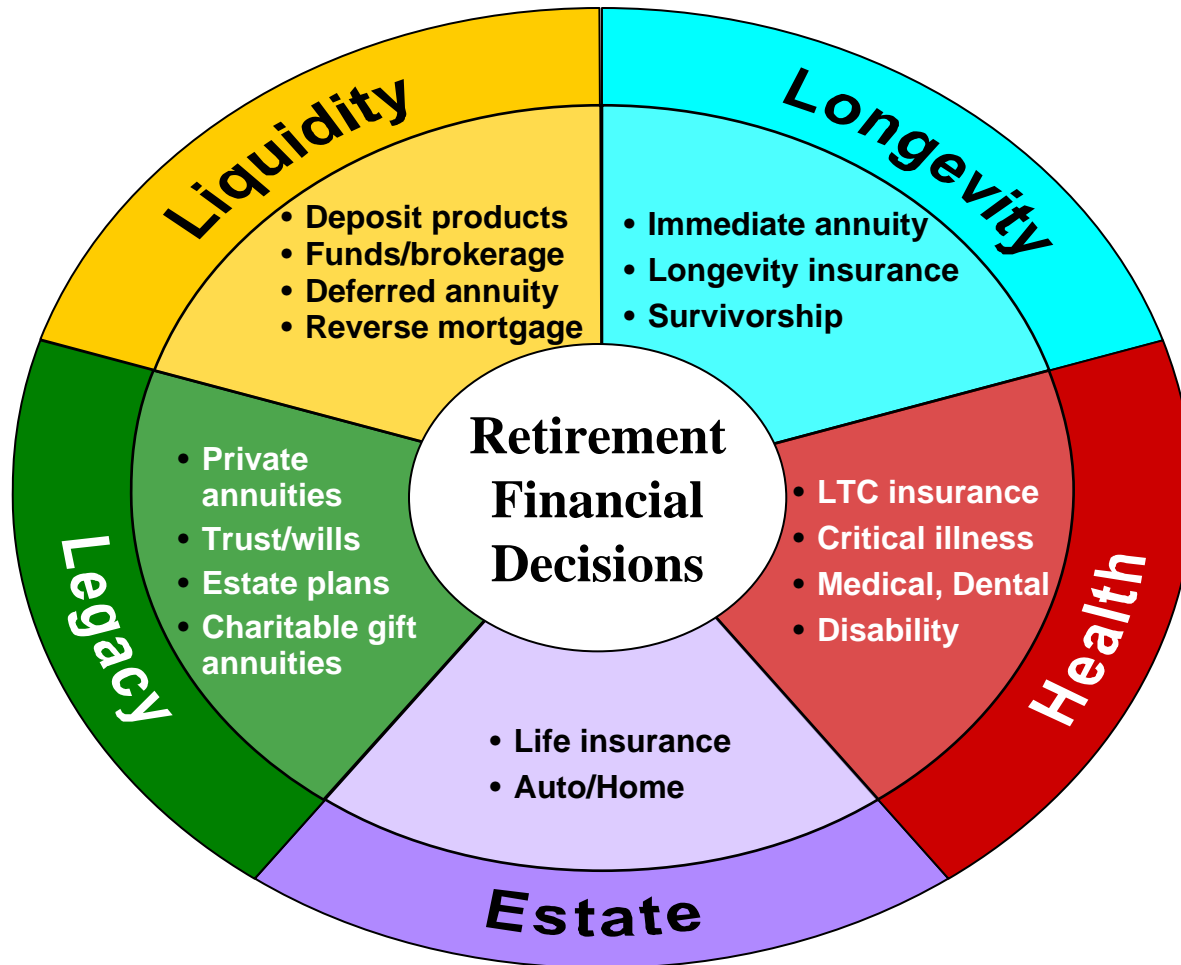 Liquidity
• Deposit products
• Funds/brokerage
• Deferred annuity
• Reverse mortgage
Longevity
• Immediate annuity
• Longevity insurance
• Survivorship
Retirement
Financial
Decisions
Legacy
• Private
annuities
• Trust/wills
• Estate plans
• Charitable gift
annuities
Health
• LTC insurance
• Critical illness
• Medical, Dental
• Disability
• Life insurance
• Auto/Home
Estate